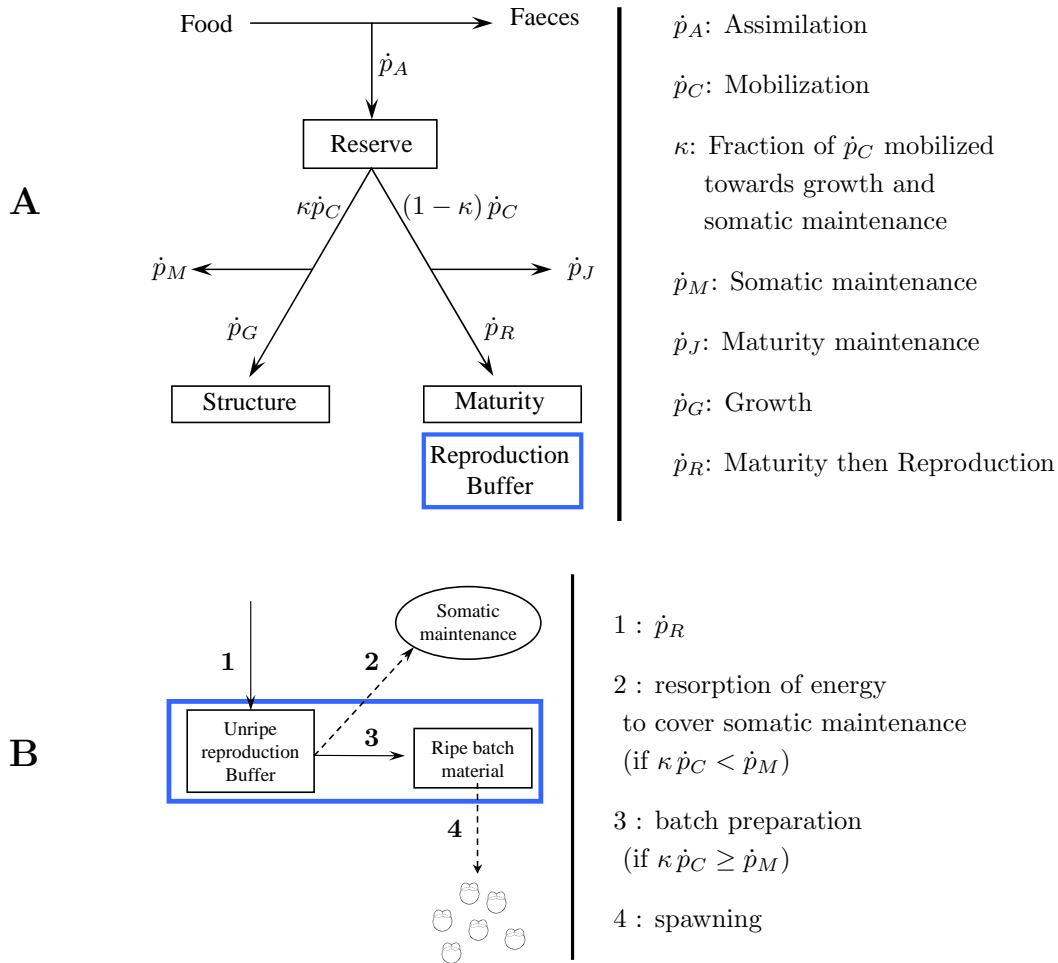 Food
Faeces
ṗ_A
Reserve
κṗ_C
(1 − κ) ṗ_C
A
ṗ_M
ṗ_J
ṗ_G
ṗ_R
Structure
Maturity
Reproduction
Buffer
ṗ_A: Assimilation
ṗ_C: Mobilization
κ: Fraction of ṗ_C mobilized
towards growth and
somatic maintenance
ṗ_M: Somatic maintenance
ṗ_J: Maturity maintenance
ṗ_G: Growth
ṗ_R: Maturity then Reproduction
Somatic
maintenance
1
2
B
Unripe
reproduction
Buffer
3
Ripe batch
material
4
1 : ṗ_R
2 : resorption of energy
to cover somatic maintenance
(if κ ṗ_C < ṗ_M)
3 : batch preparation
(if κ ṗ_C ≥ ṗ_M)
4 : spawning